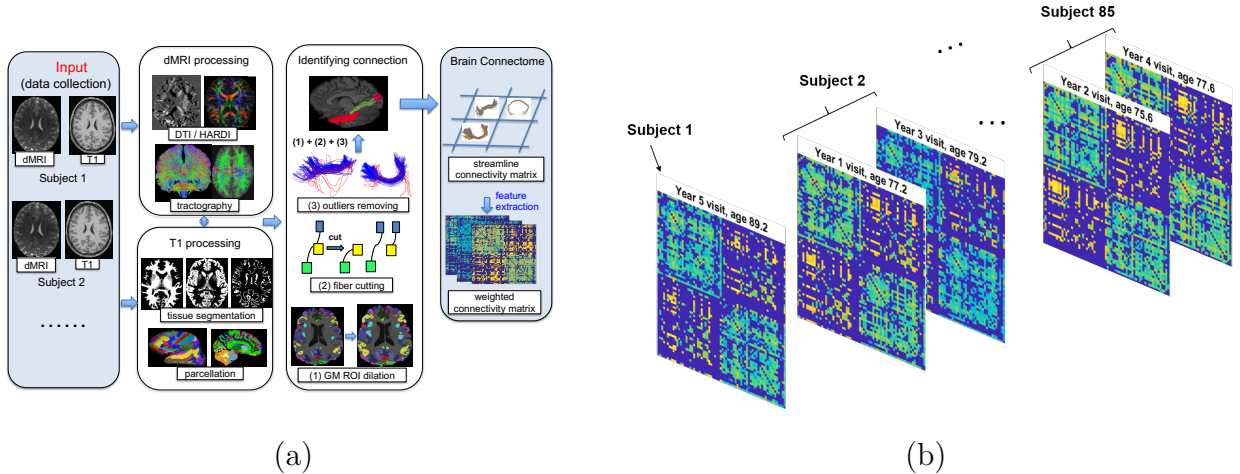 Input
(data collection)
dMRI
T1
Subject 1
dMRI
T1
Subject 2
......
dMRI processing
DTI / HARDI
tractography
T1 processing
tissue segmentation
parcellation
Identifying connection
(1) + (2) + (3)
(3) outliers removing
cut
(2) fiber cutting
(1) GM ROI dilation
Brain Connectome
streamline
connectivity matrix
feature
extraction
weighted
connectivity matrix
(a)
Subject 1
Year 5 visit, age 89.2
Subject 2
Year 1 visit, age 77.2
Year 3 visit, age 79.2
...
...
Subject 85
Year 2 visit, age 75.6
Year 4 visit, age 77.6
(b)